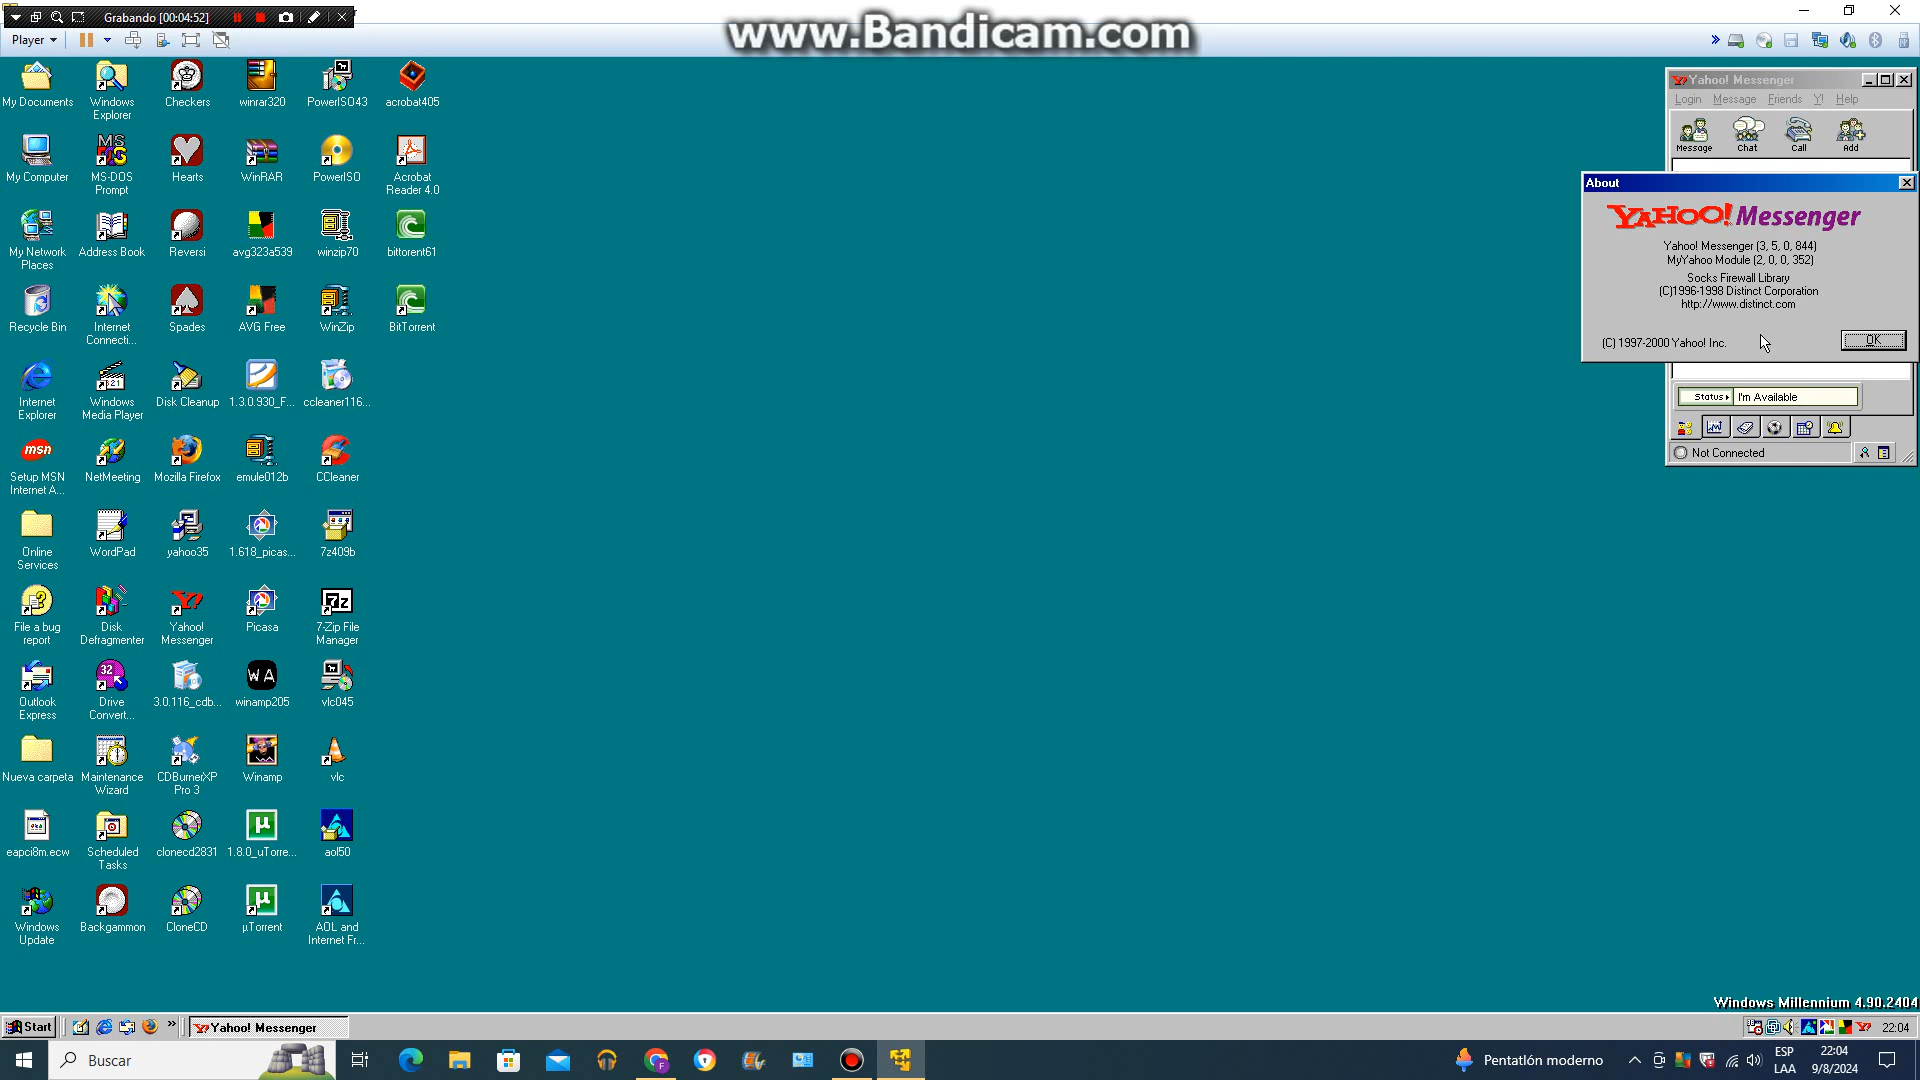 Grabando [00:04:52]
www.Bandicam.com
Player
My Documents
Windows Explorer
Checkers
winrar320
PowerISO43
acrobat405
My Computer
MS-DOS Prompt
Hearts
WinRAR
PowerISO
Acrobat Reader 4.0
My Network Places
Address Book
Reversi
avg323a539
winzip70
bittorent61
Recycle Bin
Internet Connecti...
Spades
AVG Free
WinZip
BitTorrent
Internet Explorer
Windows Media Player
Disk Cleanup
1.3.0.930_F...
ccleaner116...
msn
Setup MSN Internet A...
NetMeeting
Mozilla Firefox
emule012b
CCleaner
Online Services
WordPad
yahoo35
1.618_picas...
7z409b
File a bug report
Disk Defragmenter
Yahoo! Messenger
Picasa
7-Zip File Manager
Outlook Express
Drive Convert...
3.0.116_cdb...
winamp205
vlc045
Nueva carpeta
Maintenance Wizard
CDBurnerXP Pro 3
Winamp
vlc
eapci8m.ecw
Scheduled Tasks
clonecd2831
1.8.0_uTorre...
aol50
Windows Update
Backgammon
CloneCD
µTorrent
AOL and Internet Fr...
Yahoo! Messenger
Login Message Friends Y! Help
Message Chat Call Add
About
YAHOO! Messenger
Yahoo! Messenger (3, 5, 0, 844)
MyYahoo Module (2, 0, 0, 352)
Socks Firewall Library
(C)1996-1998 Distinct Corporation
http://www.distinct.com
(C) 1997-2000 Yahoo! Inc.
OK
Status I'm Available
Not Connected
Windows Millennium 4.90.2404
Start
Yahoo! Messenger
22:04
Buscar
Pentatlón moderno
ESP
LAA
22:04
9/8/2024